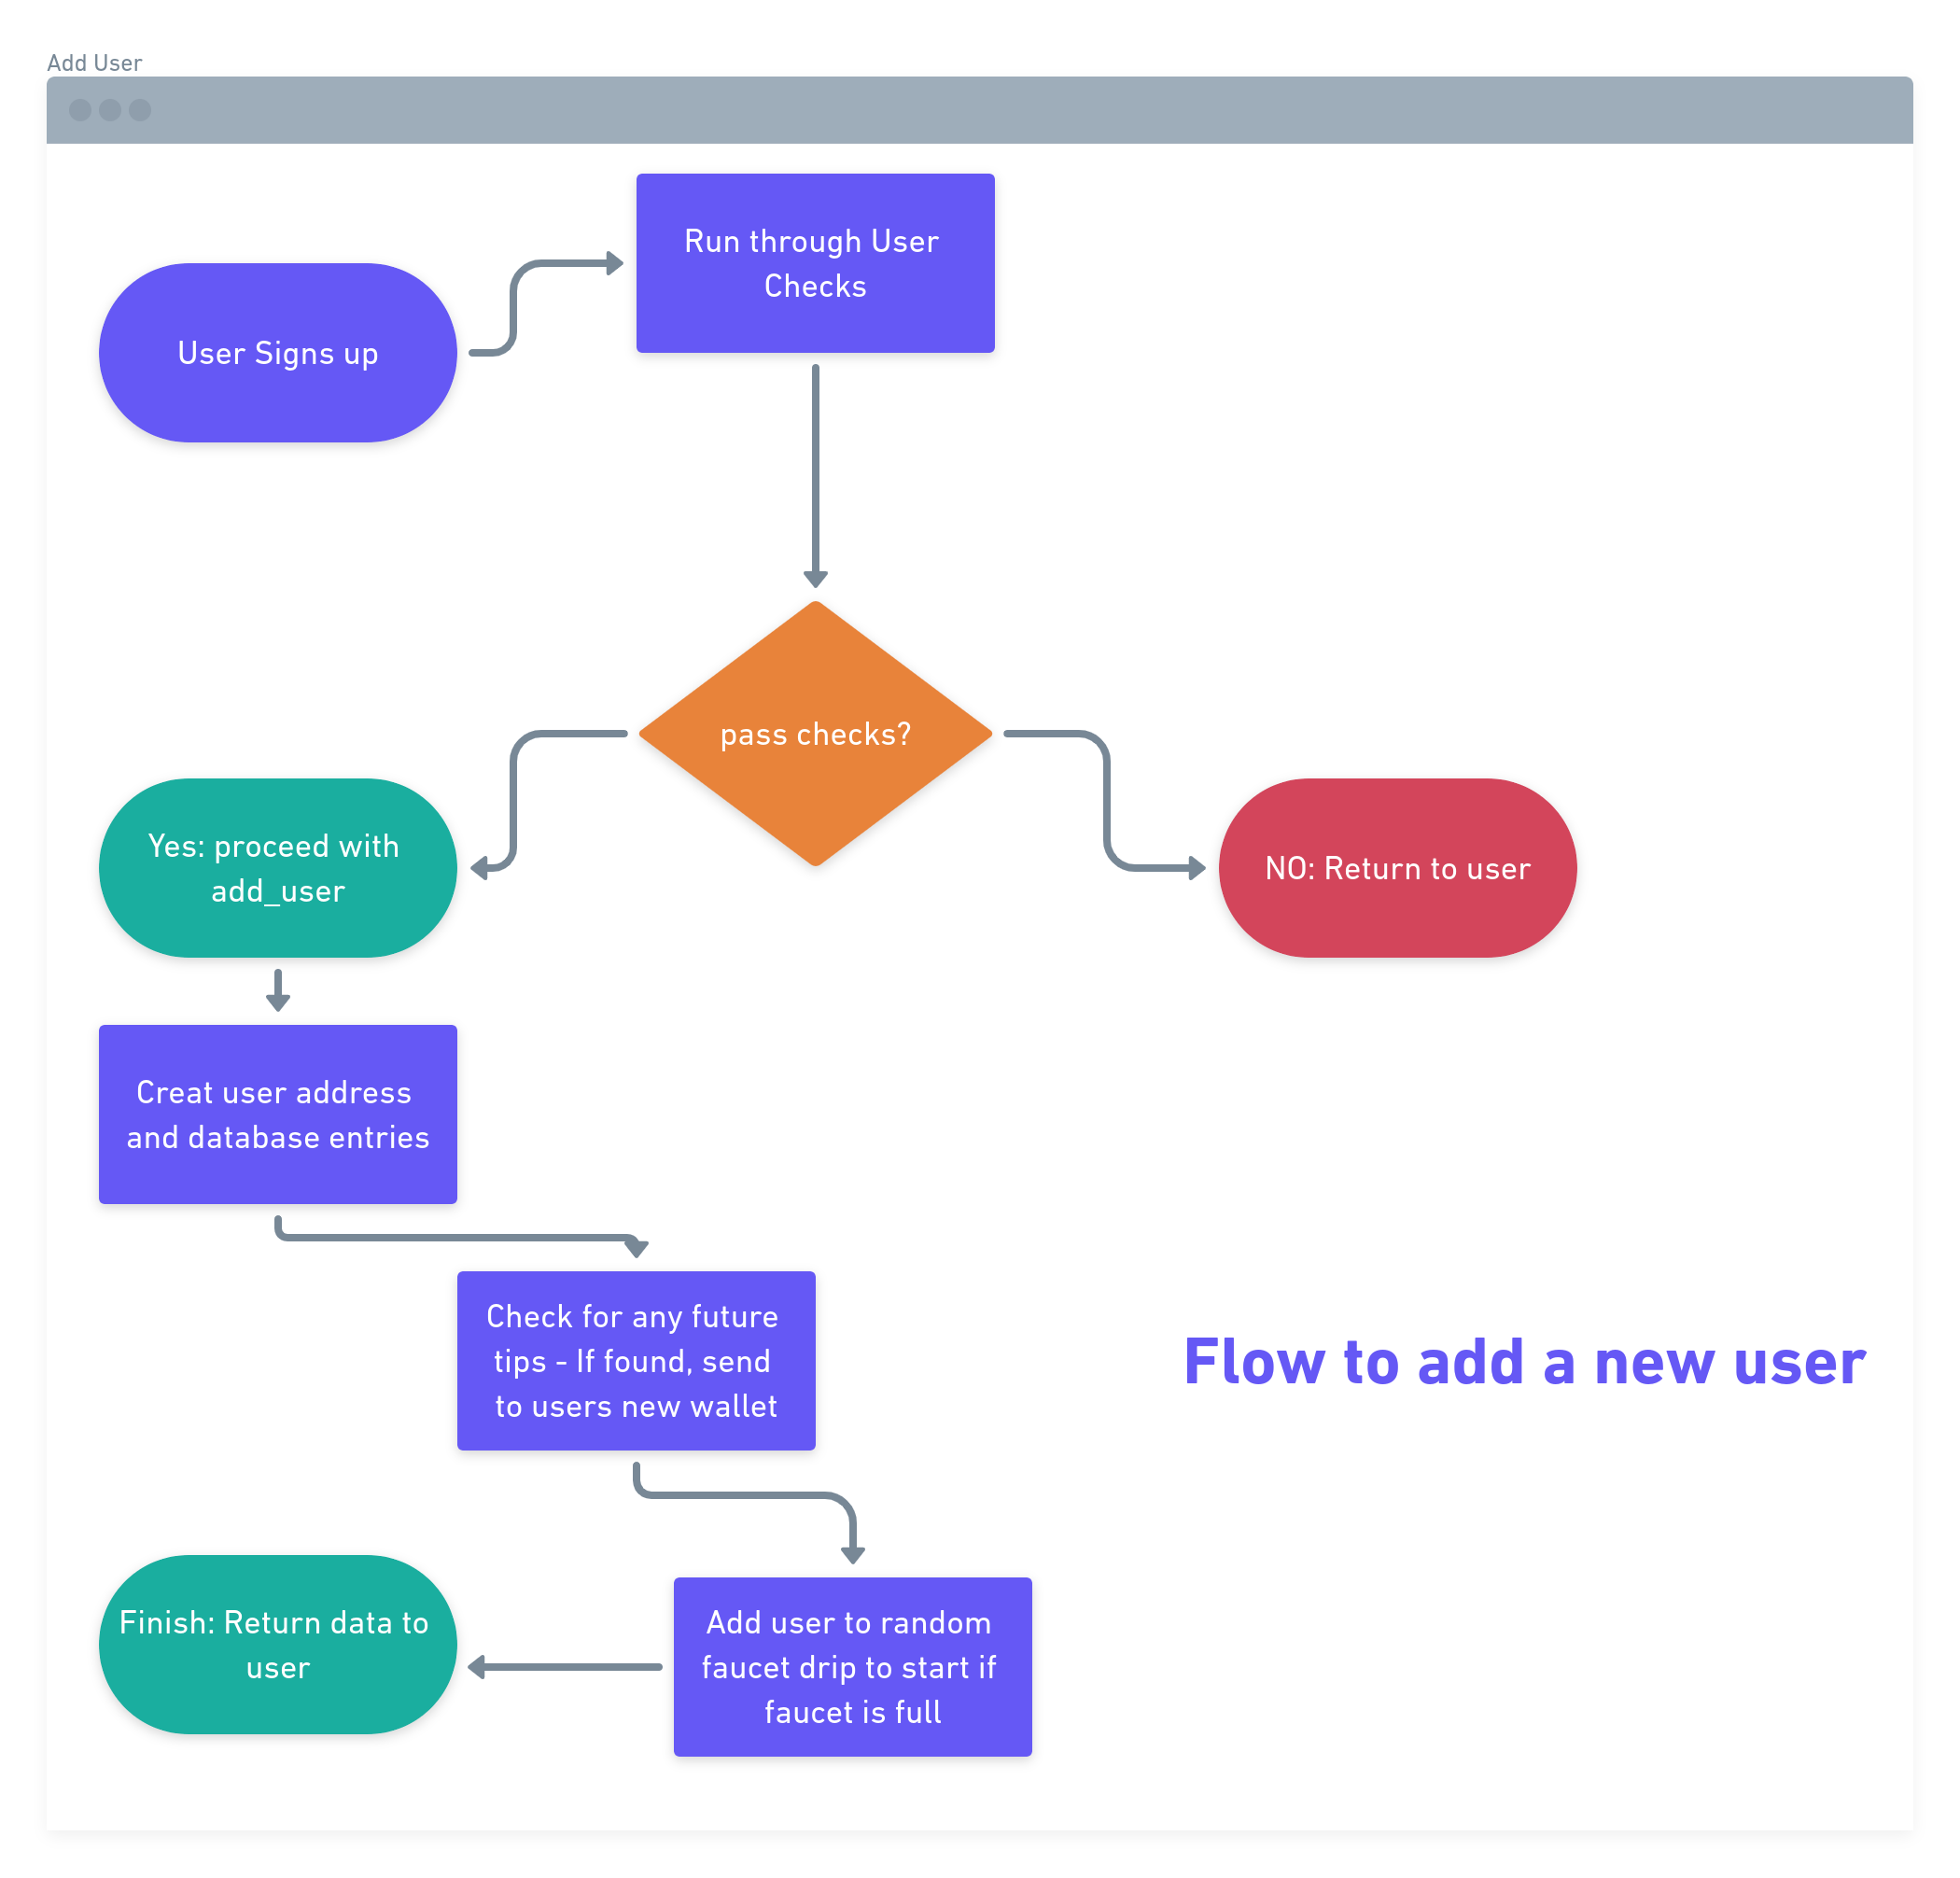 Add User
Run through User
Checks
User Signs up
pass checks?
Yes: proceed with
add_user
NO: Return to user
Creat user address
and database entries
Check for any future
tips - If found, send
to users new wallet
Flow to add a new user
Add user to random
faucet drip to start if
faucet is full
Finish: Return data to
user